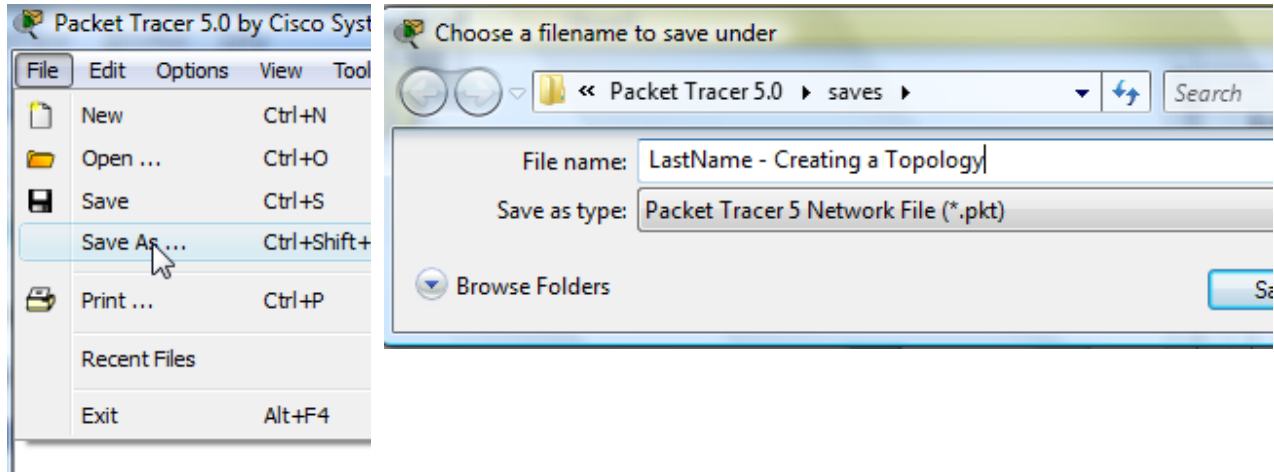 Packet Tracer 5.0 by Cisco Syst
File Edit Options View Tool
New Ctrl+N
Open ... Ctrl+O
Save Ctrl+S
Save As ... Ctrl+Shift+
Print ... Ctrl+P
Recent Files
Exit Alt+F4
Choose a filename to save under
« Packet Tracer 5.0 saves
Search
File name: LastName - Creating a Topology
Save as type: Packet Tracer 5 Network File (*.pkt)
Browse Folders
Sa